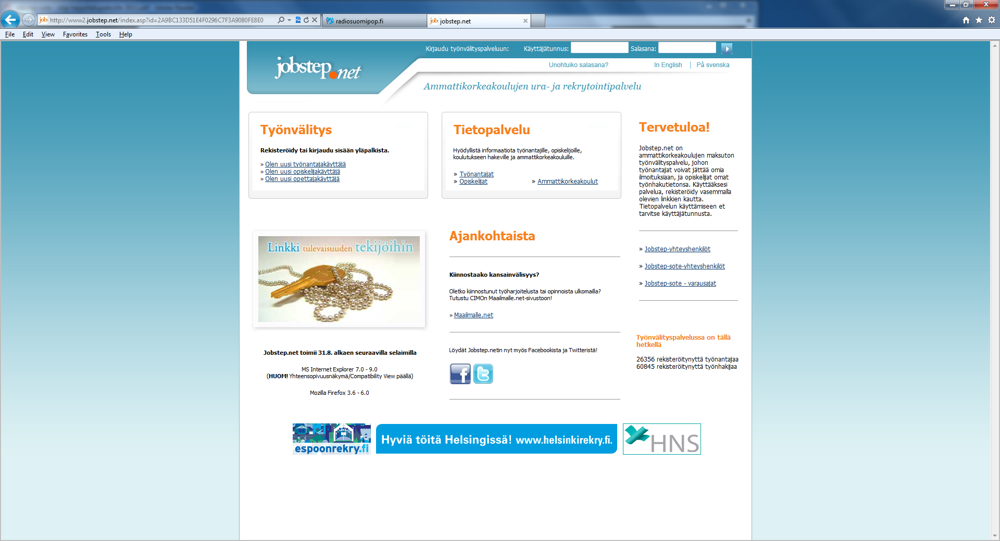 http://www2.jobstep.net/index.asp?id=2A9BC133D51E4F0296C7F3A9080FE8E0
radiosuomipop.fi
jobstep.net
File Edit View Favorites Tools Help
Kirjaudu työnvälityspalveluun: Käyttäjätunnus: Salasana:
jobstep.net
Unohtuiko salasana? In English På svenska
Ammattikorkeakoulujen ura- ja rekrytointipalvelu
Työnvälitys
Rekisteröidy tai kirjaudu sisään yläpalkista.
» Olen uusi työnantajakäyttäjä
» Olen uusi opiskelijakäyttäjä
» Olen uusi opettajakäyttäjä
Tietopalvelu
Hyödyllistä informaatiota työnantajille, opiskelijoille,
koulutukseen hakeville ja ammattikorkeakouluille.
» Työnantajat
» Opiskelijat » Ammattikorkeakoulut
Tervetuloa!
Jobstep.net on
ammattikorkeakoulujen maksuton
työnvälityspalvelu, johon
työnantajat voivat jättää omia
ilmoituksiaan, ja opiskelijat omat
työnhakutietonsa. Käyttääksesi
palvelua, rekisteröidy vasemmalla
olevien linkkien kautta.
Tietopalvelun käyttämiseen et
tarvitse käyttäjätunnusta.
» Jobstep-yhteyshenkilöt
» Jobstep-sote-yhteyshenkilöt
» Jobstep-sote - varausajat
Työnvälityspalvelussa on tällä
hetkellä
26356 rekisteröitynyttä työnantajaa
60845 rekisteröitynyttä työnhakijaa
Linkki tulevaisuuden tekijöihin
Jobstep.net toimii 31.8. alkaen seuraavilla selaimilla
MS Internet Explorer 7.0 - 9.0
(HUOM! Yhteensopivuusnäkymä/Compatibility View päällä)
Mozilla Firefox 3.6 - 6.0
Ajankohtaista
Kiinnostaako kansainvälisyys?
Oletko kiinnostunut työharjoitelusta tai opinnoista ulkomailla?
Tutustu CIMOn Maailmalle.net-sivustoon!
» Maailmalle.net
Löydät Jobstep.netin nyt myös Facebookista ja Twitteristä!
espoonrekry.fi
Hyviä töitä Helsingissä! www.helsinkirekry.fi.
HNS